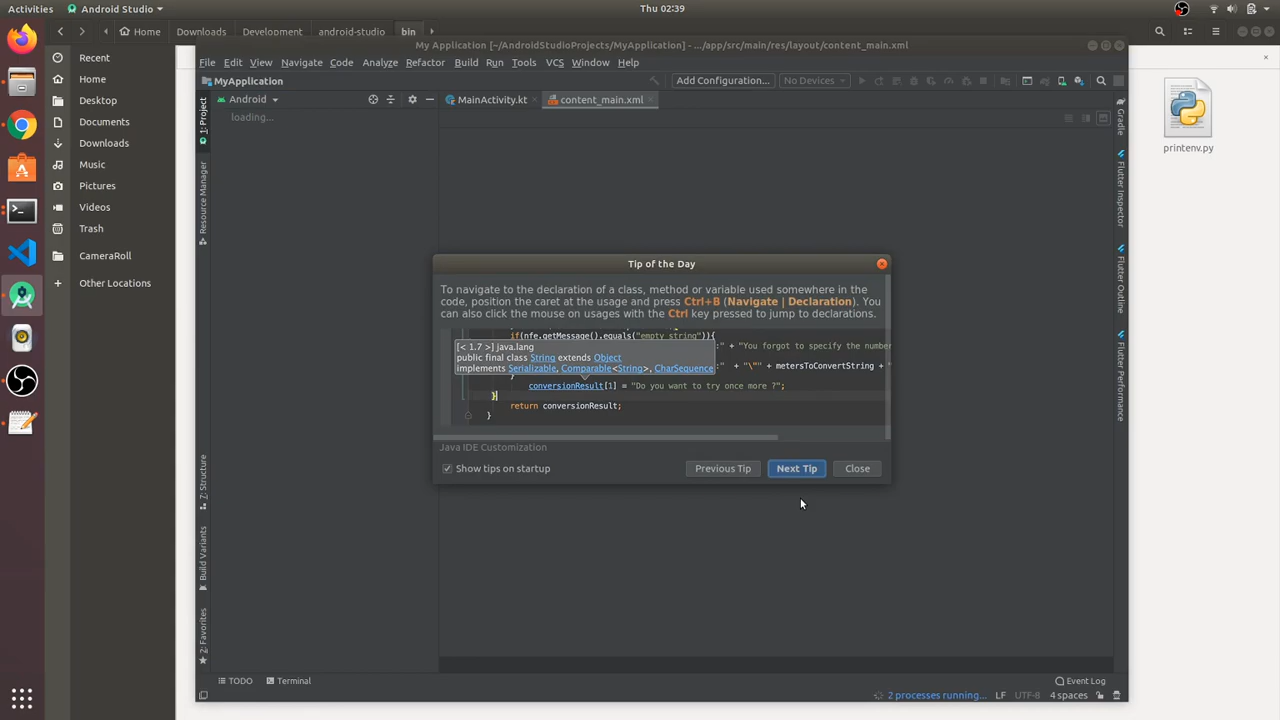 Activities
Android Studio
Thu 02:39
Home
Downloads
Development
android-studio
bin
Recent
Home
Desktop
Documents
Downloads
Music
Pictures
Videos
Trash
CameraRoll
Other Locations
printenv.py
My Application [~/AndroidStudioProjects/MyApplication] - .../app/src/main/res/layout/content_main.xml
File Edit View Navigate Code Analyze Refactor Build Run Tools VCS Window Help
MyApplication
Add Configuration...
No Devices
Android
MainActivity.kt
content_main.xml
loading...
1: Project
Resource Manager
Z: Structure
Build Variants
2: Favorites
Gradle
Flutter Inspector
Flutter Outline
Flutter Performance
Tip of the Day
To navigate to the declaration of a class, method or variable used somewhere in the
code, position the caret at the usage and press Ctrl+B (Navigate | Declaration). You
can also click the mouse on usages with the Ctrl key pressed to jump to declarations.
if(nfe.getMessage().equals("empty string")){
:" + "You forgot to specify the number
[< 1.7 >] java.lang
public final class String extends Object
implements Serializable, Comparable<String>, CharSequence
:" + "\"" + metersToConvertString + "
}
conversionResult[1] = "Do you want to try once more ?";
}
return conversionResult;
}
Java IDE Customization
Show tips on startup
Previous Tip
Next Tip
Close
TODO
Terminal
Event Log
2 processes running...
LF
UTF-8
4 spaces